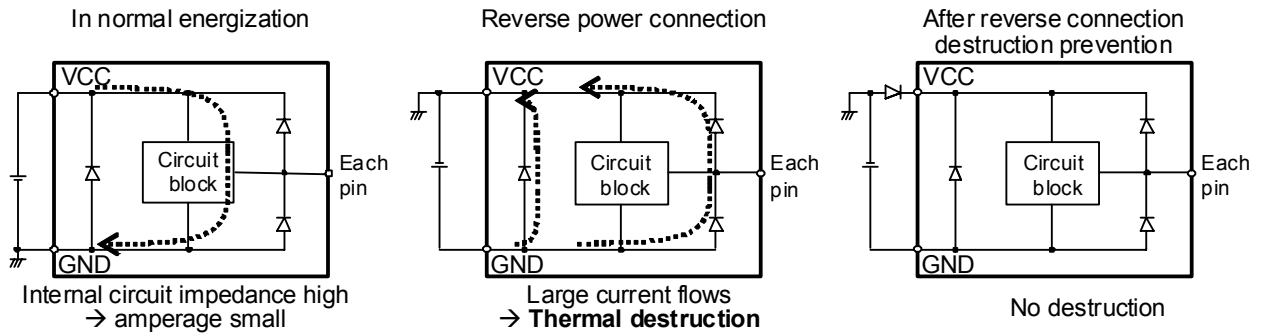 In normal energization
VCC
Circuit
block
Each
pin
GND
Internal circuit impedance high
→ amperage small
Reverse power connection
VCC
Circuit
block
Each
pin
GND
Large current flows
→ Thermal destruction
After reverse connection
destruction prevention
VCC
Circuit
block
Each
pin
GND
No destruction